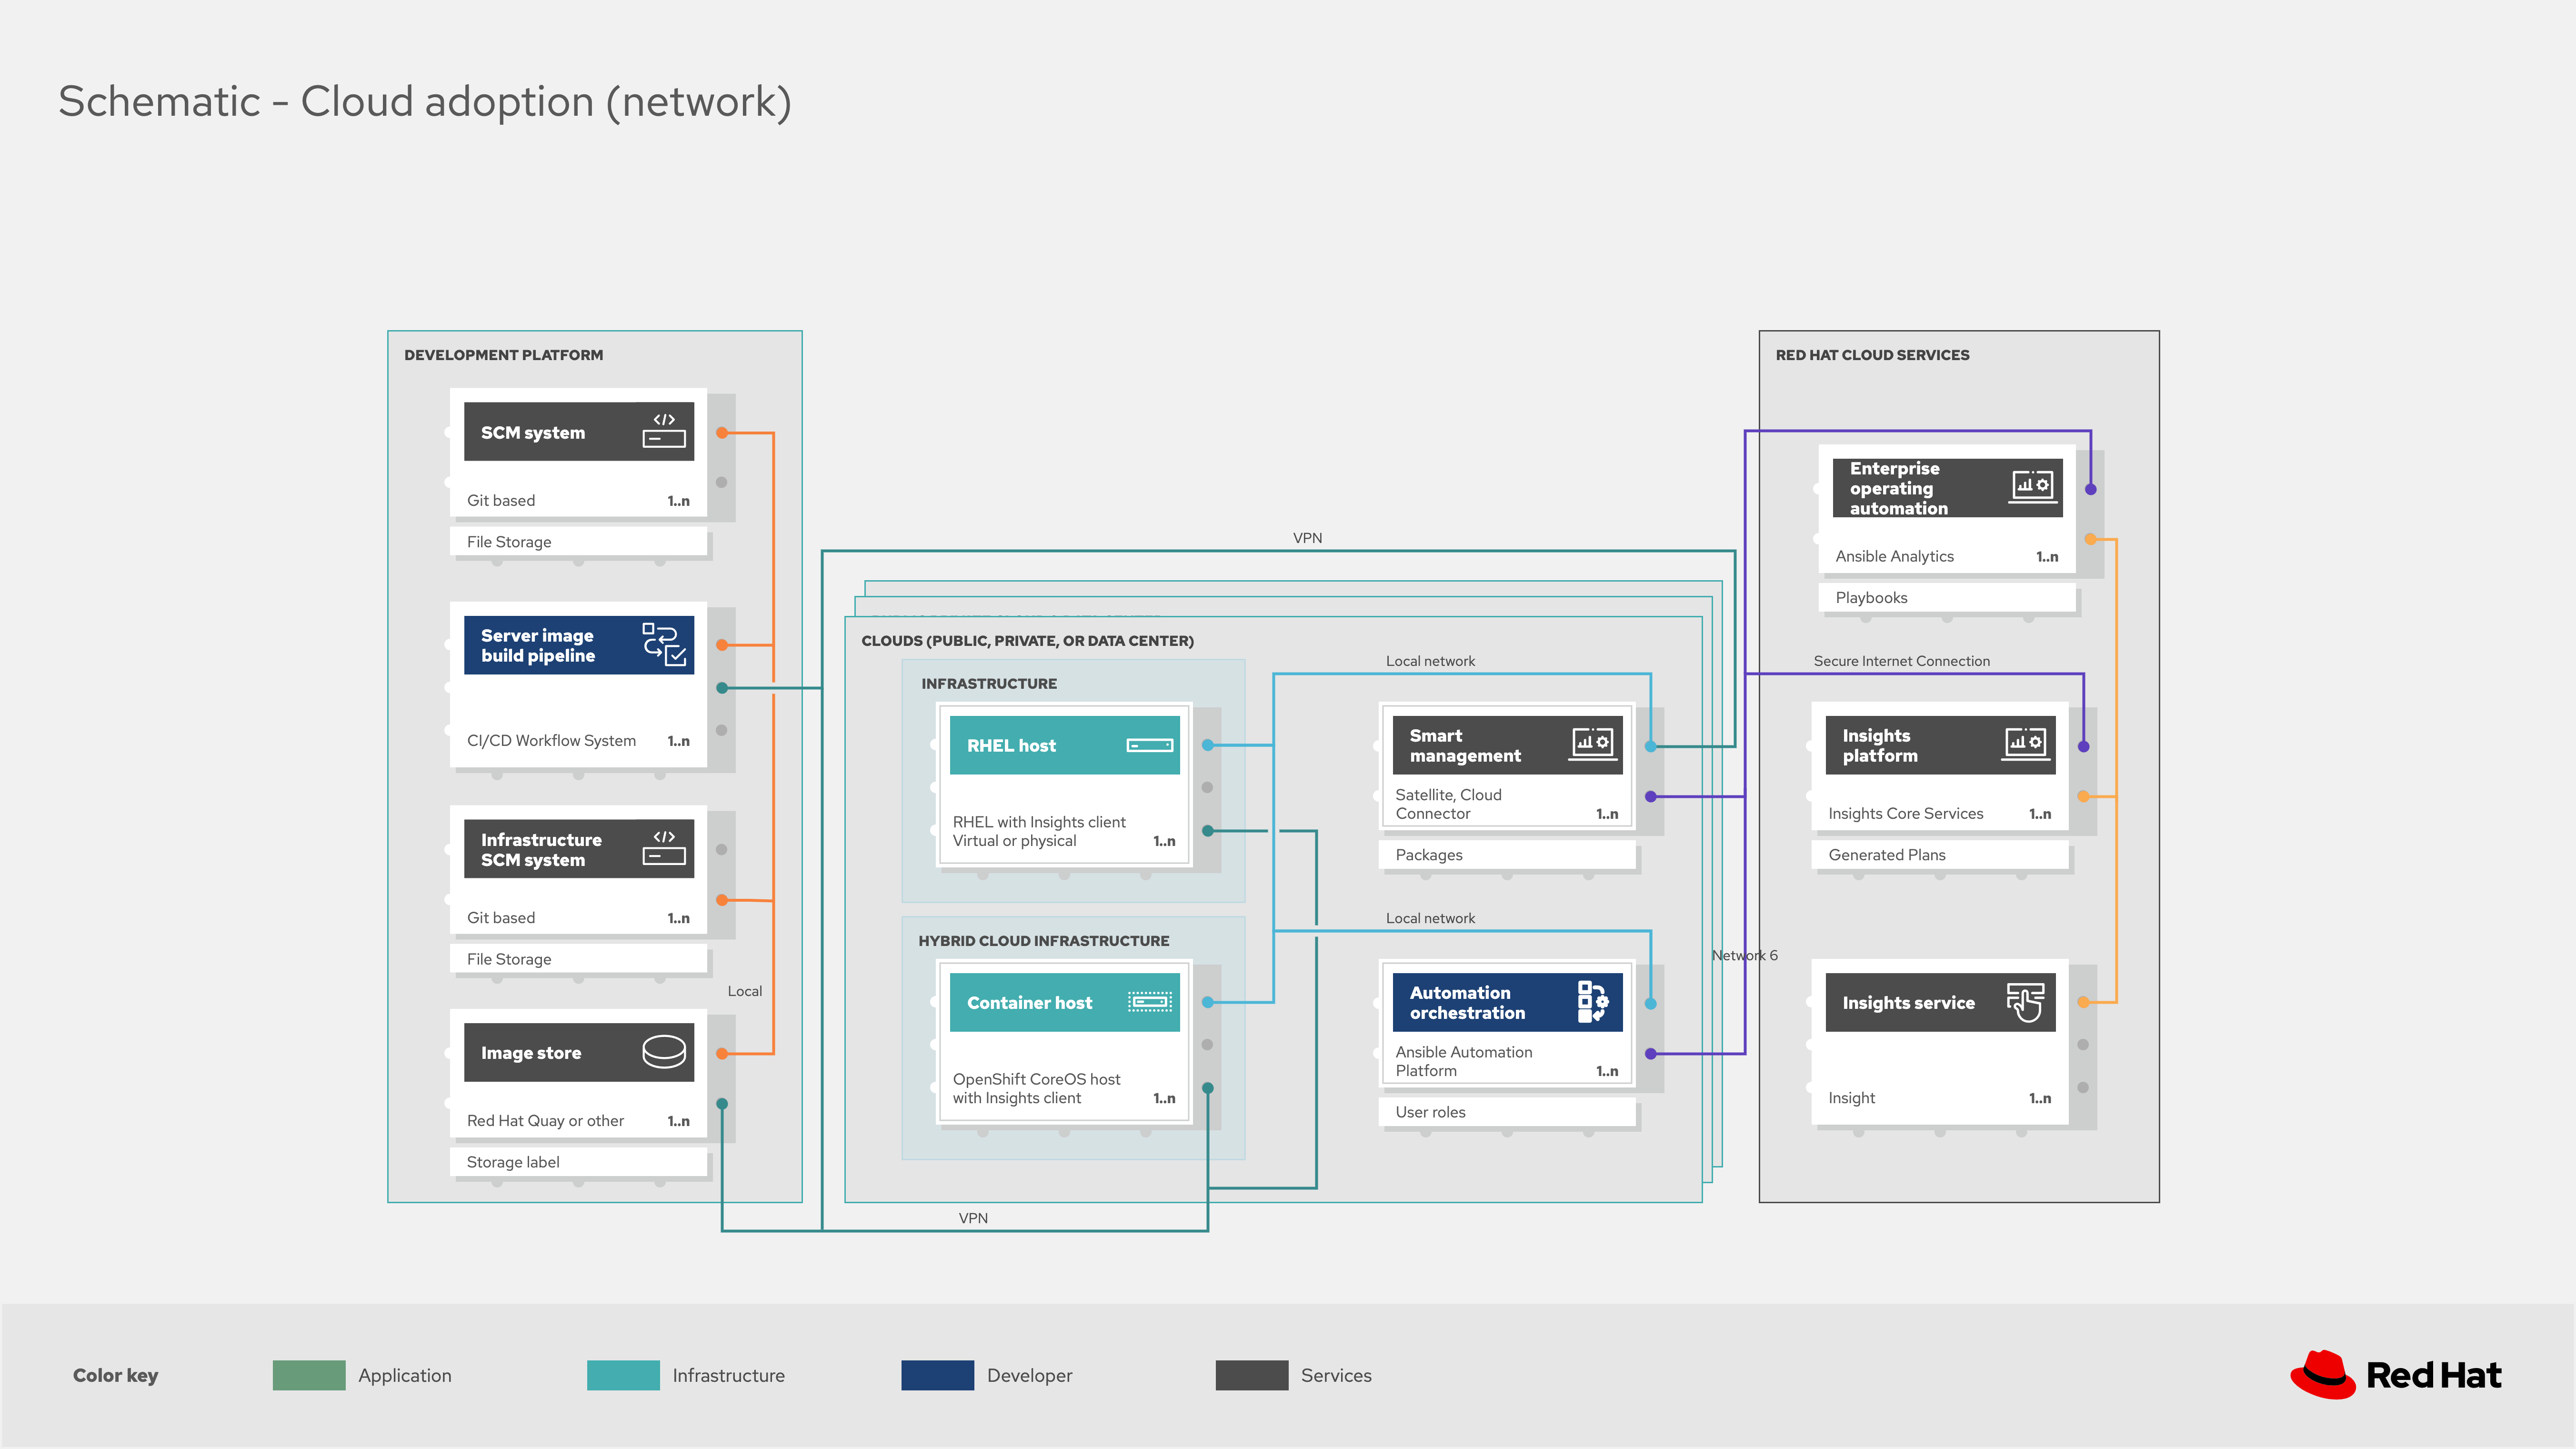 Schematic - Cloud adoption (network)
DEVELOPMENT PLATFORM
SCM system
Git based
1..n
File Storage
Server image
build pipeline
CI/CD Workflow System
1..n
Infrastructure
SCM system
Git based
1..n
File Storage
Local
Image store
Red Hat Quay or other
1..n
Storage label
VPN
CLOUDS (PUBLIC, PRIVATE, OR DATA CENTER)
INFRASTRUCTURE
RHEL host
RHEL with Insights client
Virtual or physical
1..n
HYBRID CLOUD INFRASTRUCTURE
Container host
OpenShift CoreOS host
with Insights client
1..n
VPN
Local network
Smart
management
Satellite, Cloud
Connector
1..n
Packages
Local network
Automation
orchestration
Ansible Automation
Platform
1..n
User roles
Network 6
RED HAT CLOUD SERVICES
Enterprise
operating
automation
Ansible Analytics
1..n
Playbooks
Secure Internet Connection
Insights
platform
Insights Core Services
1..n
Generated Plans
Insights service
Insight
1..n
Color key
Application
Infrastructure
Developer
Services
Red Hat